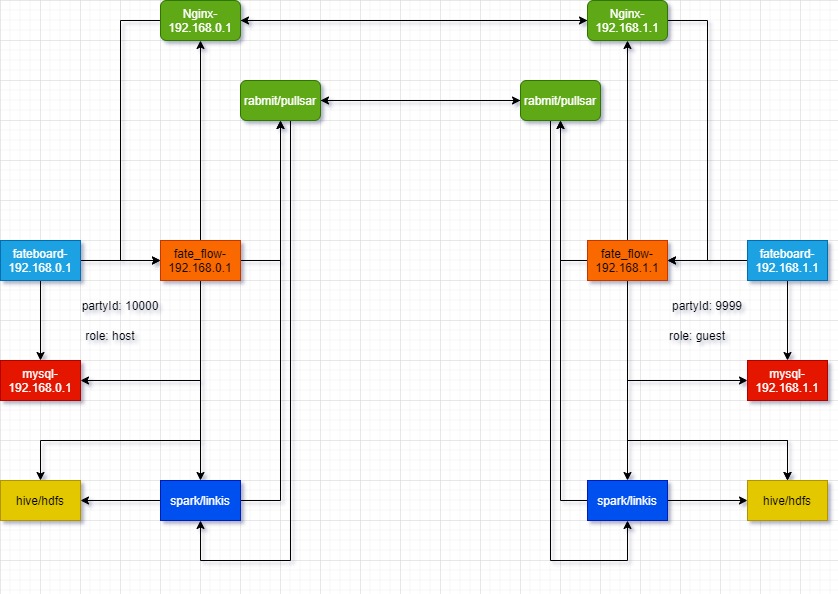 Nginx-
192.168.0.1
Nginx-
192.168.1.1
rabmit/pullsar
rabmit/pullsar
fateboard-
192.168.0.1
fate_flow-
192.168.0.1
fate_flow-
192.168.1.1
fateboard-
192.168.1.1
partyId: 10000
role: host
partyId: 9999
role: guest
mysql-
192.168.0.1
mysql-
192.168.1.1
hive/hdfs
spark/linkis
spark/linkis
hive/hdfs